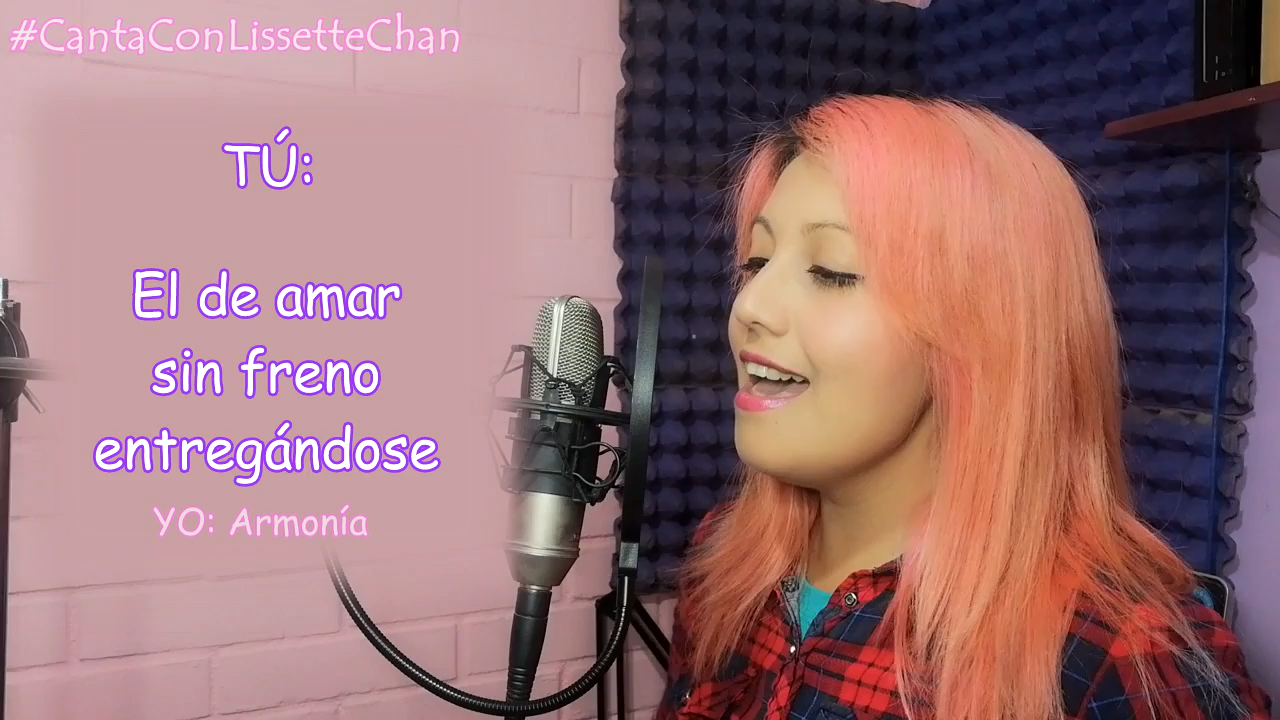 #CantaConLissetteChan
TÚ:
El de amar
sin freno
entregándose
YO: Armonía